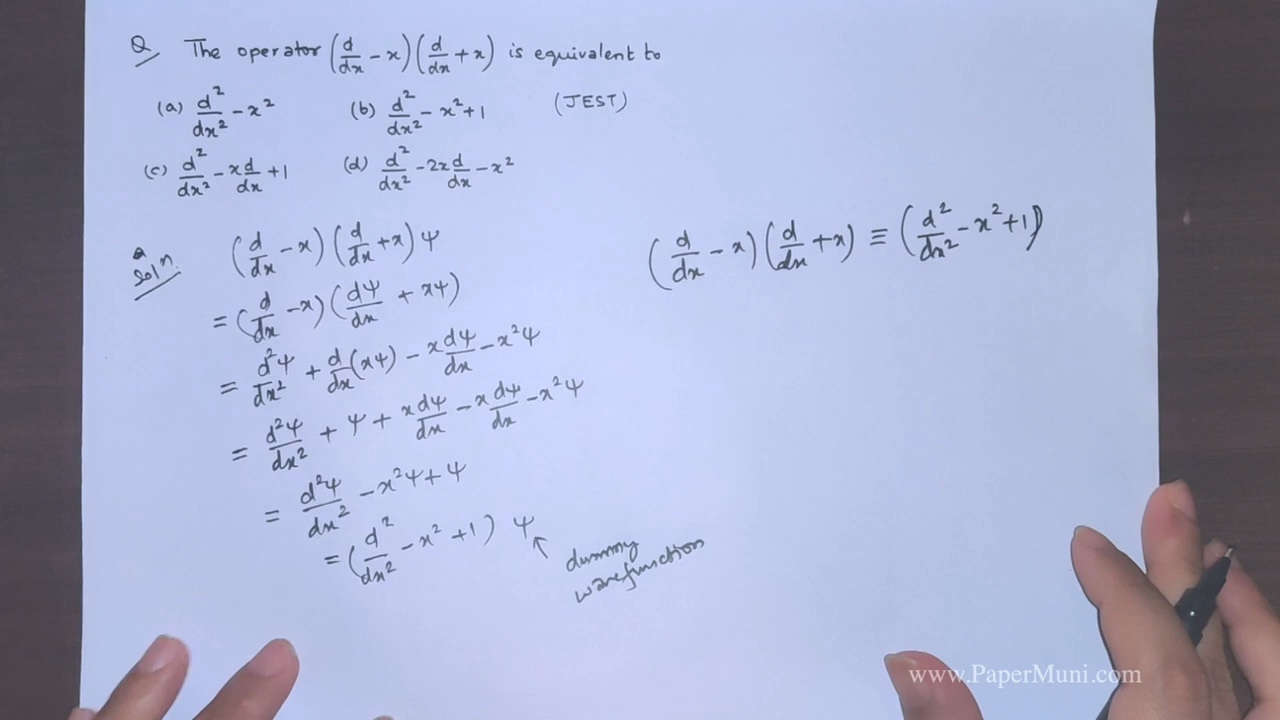 Q The operator (d/dx - x)(d/dx + x) is equivalent to
(a) d²/dx² - x² (b) d²/dx² - x² + 1 (JEST)
(c) d²/dx² - x d/dx + 1 (d) d²/dx² - 2x d/dx - x²
Soln. (d/dx - x)(d/dx + x) ψ
= (d/dx - x)(dψ/dx + xψ)
= d²ψ/dx² + d/dx (xψ) - x dψ/dx - x²ψ
= d²ψ/dx² + ψ + x dψ/dx - x dψ/dx - x²ψ
= d²ψ/dx² - x²ψ + ψ
= (d²/dx² - x² + 1) ψ
dummy
wavefunction
(d/dx - x)(d/dx + x) ≡ (d²/dx² - x² + 1)
www.PaperMuni.com